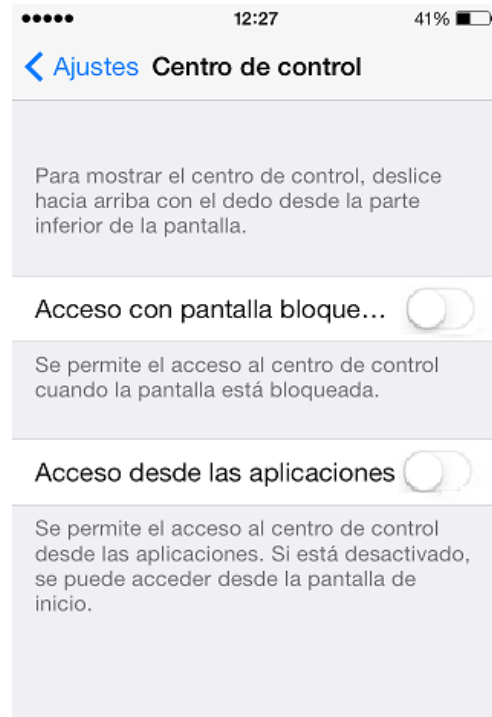 12:27 41%
Ajustes Centro de control
Para mostrar el centro de control, deslice
hacia arriba con el dedo desde la parte
inferior de la pantalla.
Acceso con pantalla bloque...
Se permite el acceso al centro de control
cuando la pantalla está bloqueada.
Acceso desde las aplicaciones
Se permite el acceso al centro de control
desde las aplicaciones. Si está desactivado,
se puede acceder desde la pantalla de
inicio.